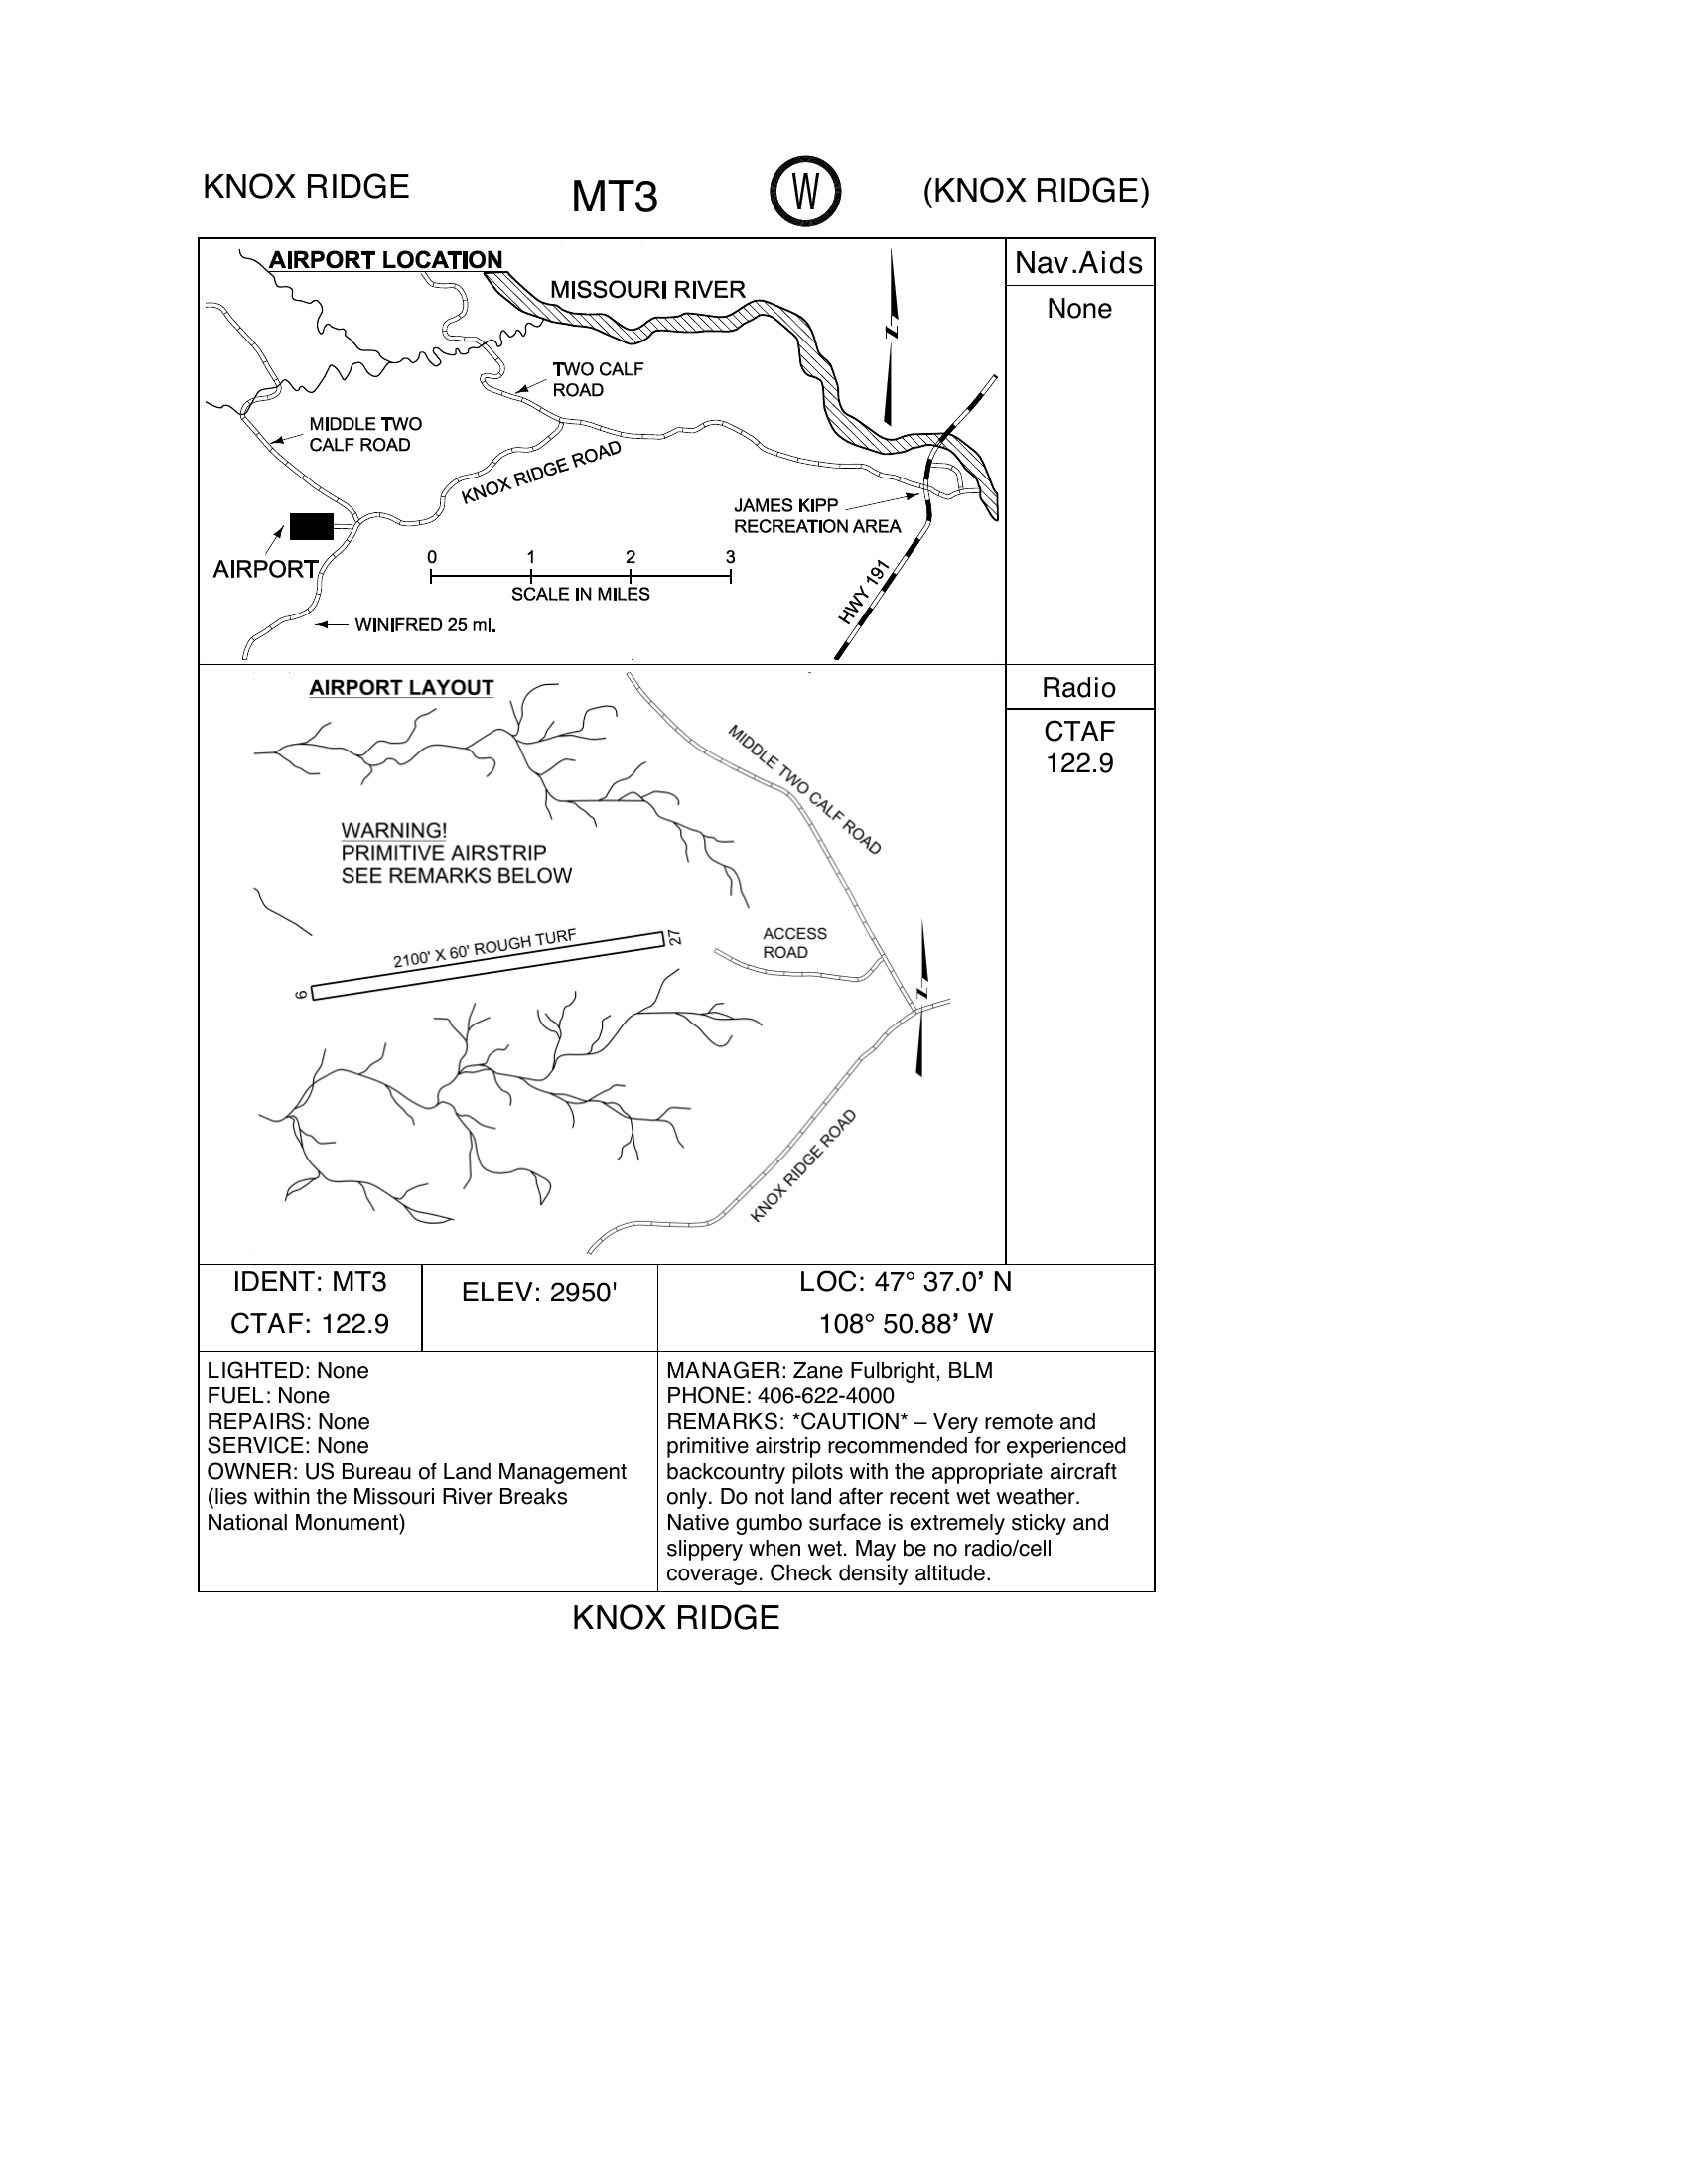 KNOX RIDGE
MT3
W
(KNOX RIDGE)
AIRPORT LOCATION
MISSOURI RIVER
TWO CALF
ROAD
MIDDLE TWO
CALF ROAD
KNOX RIDGE ROAD
JAMES KIPP
RECREATION AREA
AIRPORT
0 1 2 3
SCALE IN MILES
HWY 191
WINIFRED 25 mI.
N
Nav.Aids
None
AIRPORT LAYOUT
MIDDLE TWO CALF ROAD
WARNING!
PRIMITIVE AIRSTRIP
SEE REMARKS BELOW
2100' X 60' ROUGH TURF
9
27
ACCESS
ROAD
N
KNOX RIDGE ROAD
Radio
CTAF
122.9
IDENT: MT3
CTAF: 122.9
ELEV: 2950'
LOC: 47° 37.0’ N
108° 50.88’ W
LIGHTED: None
FUEL: None
REPAIRS: None
SERVICE: None
OWNER: US Bureau of Land Management
(lies within the Missouri River Breaks
National Monument)
MANAGER: Zane Fulbright, BLM
PHONE: 406-622-4000
REMARKS: *CAUTION* – Very remote and
primitive airstrip recommended for experienced
backcountry pilots with the appropriate aircraft
only. Do not land after recent wet weather.
Native gumbo surface is extremely sticky and
slippery when wet. May be no radio/cell
coverage. Check density altitude.
KNOX RIDGE